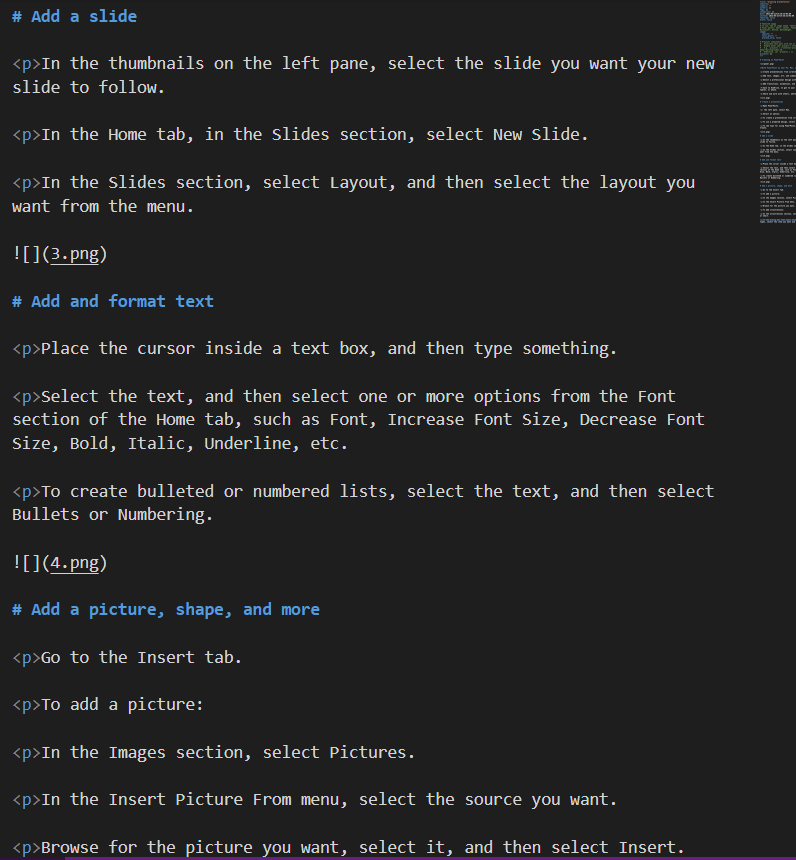 # Add a slide
<p>In the thumbnails on the left pane, select the slide you want your new
slide to follow.
<p>In the Home tab, in the Slides section, select New Slide.
<p>In the Slides section, select Layout, and then select the layout you
want from the menu.
![](3.png)
# Add and format text
<p>Place the cursor inside a text box, and then type something.
<p>Select the text, and then select one or more options from the Font
section of the Home tab, such as Font, Increase Font Size, Decrease Font
Size, Bold, Italic, Underline, etc.
<p>To create bulleted or numbered lists, select the text, and then select
Bullets or Numbering.
![](4.png)
# Add a picture, shape, and more
<p>Go to the Insert tab.
<p>To add a picture:
<p>In the Images section, select Pictures.
<p>In the Insert Picture From menu, select the source you want.
<p>Browse for the picture you want, select it, and then select Insert.